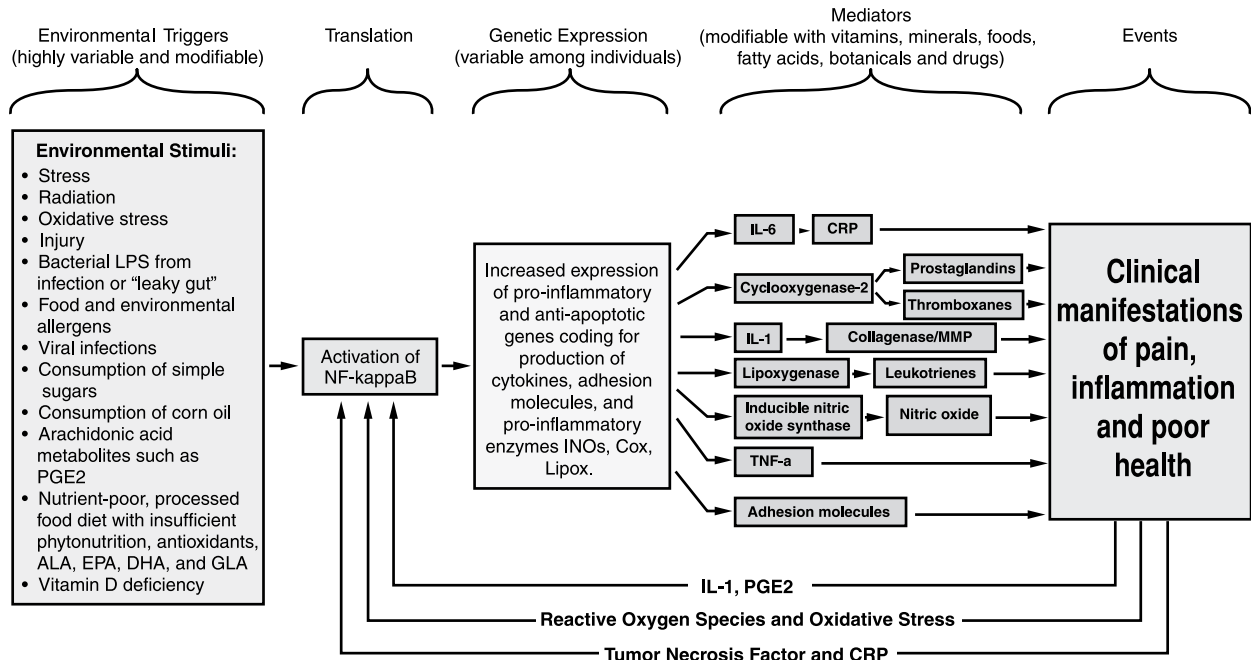 Environmental Triggers
(highly variable and modifiable)
Translation
Genetic Expression
(variable among individuals)
Mediators
(modifiable with vitamins, minerals, foods,
fatty acids, botanicals and drugs)
Events
Environmental Stimuli:
• Stress
• Radiation
• Oxidative stress
• Injury
• Bacterial LPS from
infection or “leaky gut”
• Food and environmental
allergens
• Viral infections
• Consumption of simple
sugars
• Consumption of corn oil
• Arachidonic acid
metabolites such as
PGE2
• Nutrient-poor, processed
food diet with insufficient
phytonutrition, antioxidants,
ALA, EPA, DHA, and GLA
• Vitamin D deficiency
Activation of
NF-kappaB
Increased expression
of pro-inflammatory
and anti-apoptotic
genes coding for
production of
cytokines, adhesion
molecules, and
pro-inflammatory
enzymes INOs, Cox,
Lipox.
IL-6
CRP
Cyclooxygenase-2
Prostaglandins
Thromboxanes
IL-1
Collagenase/MMP
Lipoxygenase
Leukotrienes
Inducible nitric
oxide synthase
Nitric oxide
TNF-a
Adhesion molecules
Clinical
manifestations
of pain,
inflammation
and poor
health
IL-1, PGE2
Reactive Oxygen Species and Oxidative Stress
Tumor Necrosis Factor and CRP